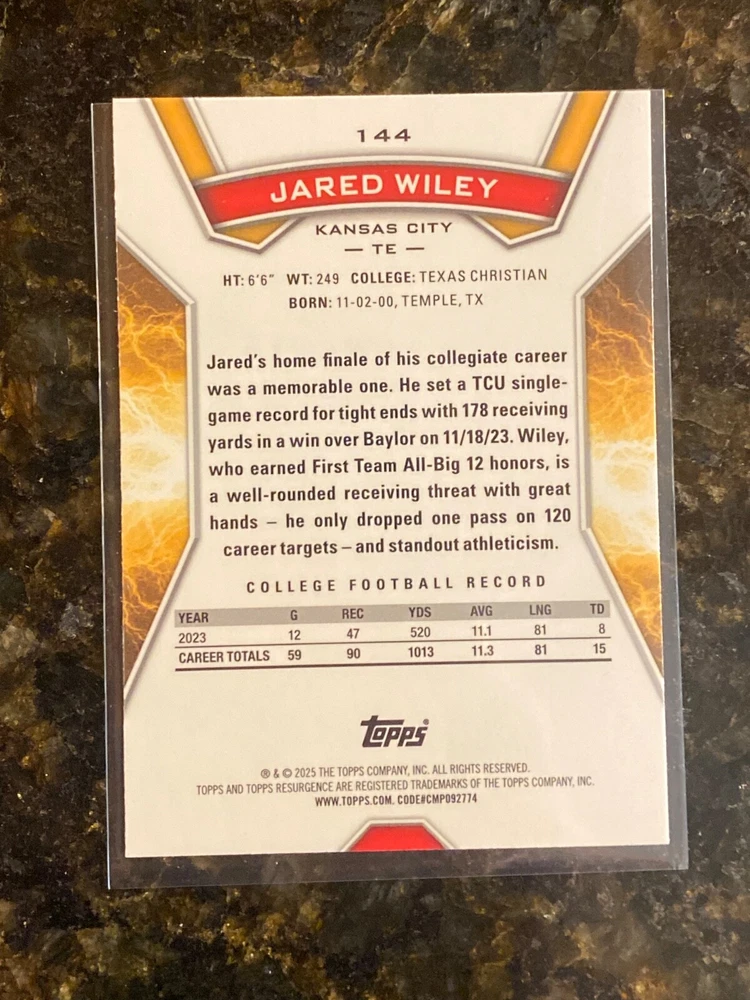 144
JARED WILEY
KANSAS CITY
— TE —
HT: 6'6" WT: 249 COLLEGE: TEXAS CHRISTIAN
BORN: 11-02-00, TEMPLE, TX
Jared's home finale of his collegiate career
was a memorable one. He set a TCU single-
game record for tight ends with 178 receiving
yards in a win over Baylor on 11/18/23. Wiley,
who earned First Team All-Big 12 honors, is
a well-rounded receiving threat with great
hands – he only dropped one pass on 120
career targets – and standout athleticism.
COLLEGE FOOTBALL RECORD
YEAR G REC YDS AVG LNG TD
2023 12 47 520 11.1 81 8
CAREER TOTALS 59 90 1013 11.3 81 15
Topps®
® & © 2025 THE TOPPS COMPANY, INC. ALL RIGHTS RESERVED.
TOPPS AND TOPPS RESURGENCE ARE REGISTERED TRADEMARKS OF THE TOPPS COMPANY, INC.
WWW.TOPPS.COM. CODE#CMP092774